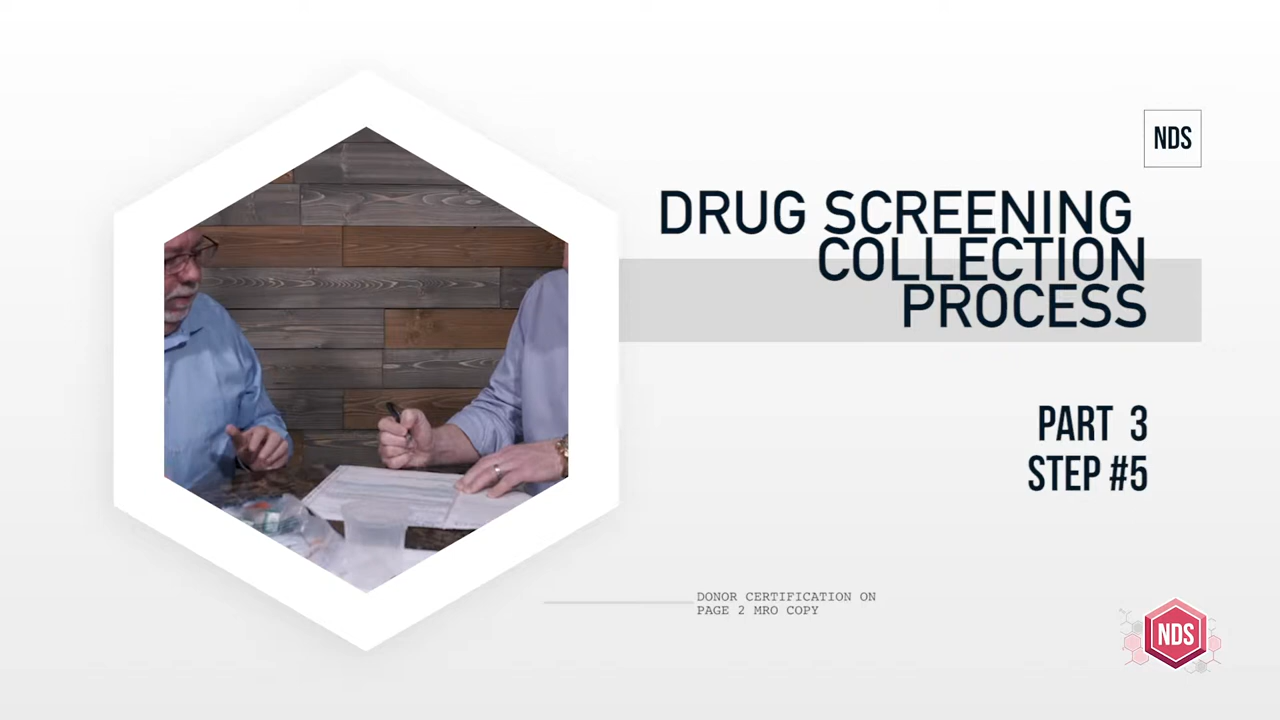 NDS
DRUG SCREENING
COLLECTION
PROCESS
PART 3
STEP #5
DONOR CERTIFICATION ON
PAGE 2 MRO COPY
NDS